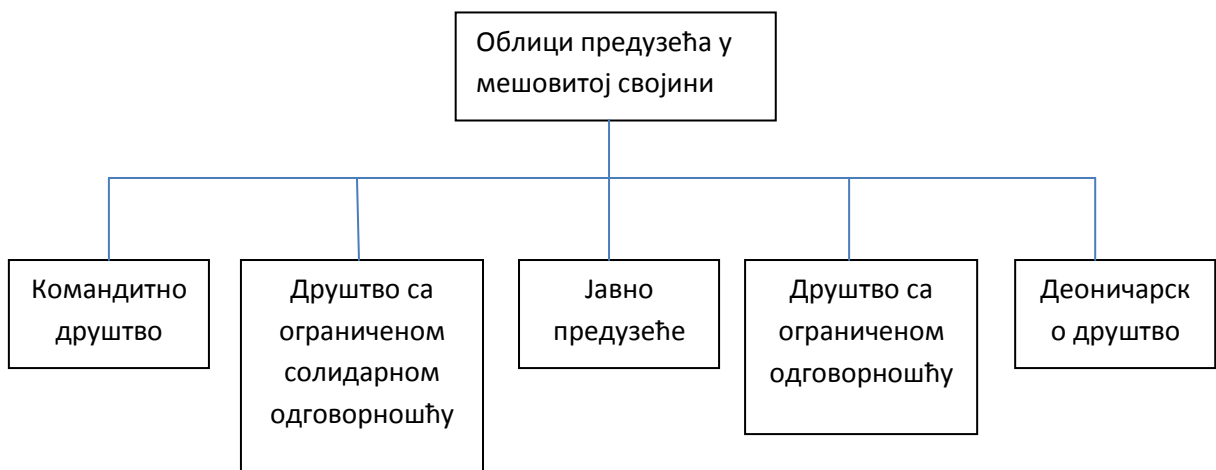 Облици предузећа у
мешовитој својини
Командитно
друштво
Друштво са
ограниченом
солидарном
одговорношћу
Јавно
предузеће
Друштво са
ограниченом
одговорношћу
Деоничарск
о друштво